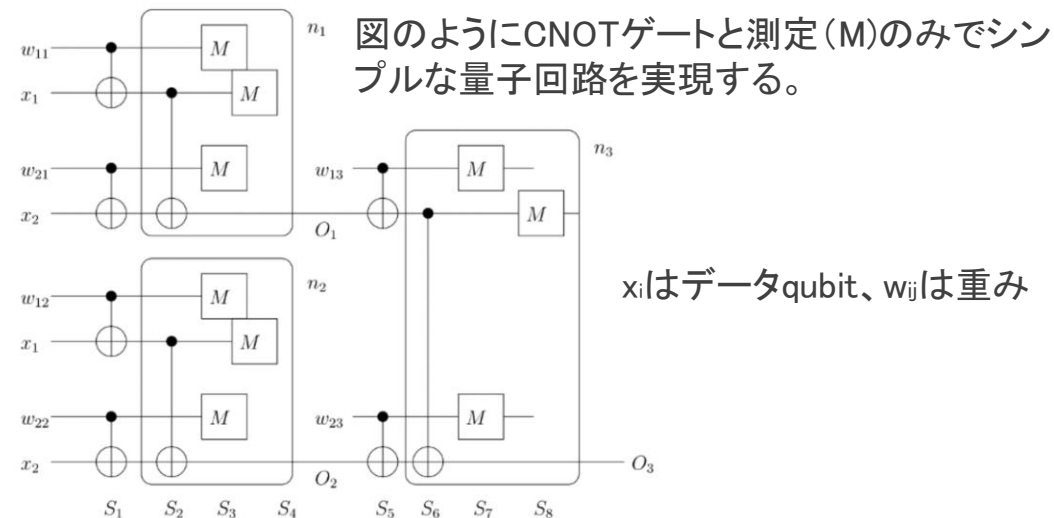 図のようにCNOTゲートと測定(M)のみでシン
プルな量子回路を実現する。
w₁₁ M n₁
x₁ M
w₂₁ M
x₂ O₁
w₁₃ M n₃
M
w₁₂ M n₂
x₁ M
xᵢはデータqubit、wᵢⱼは重み
w₂₂ M
x₂ O₂
w₂₃ M
O₃
S₁ S₂ S₃ S₄ S₅ S₆ S₇ S₈